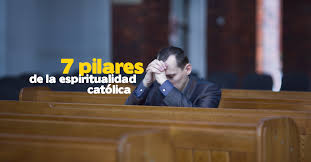 7 pilares
de la espiritualidad
católica